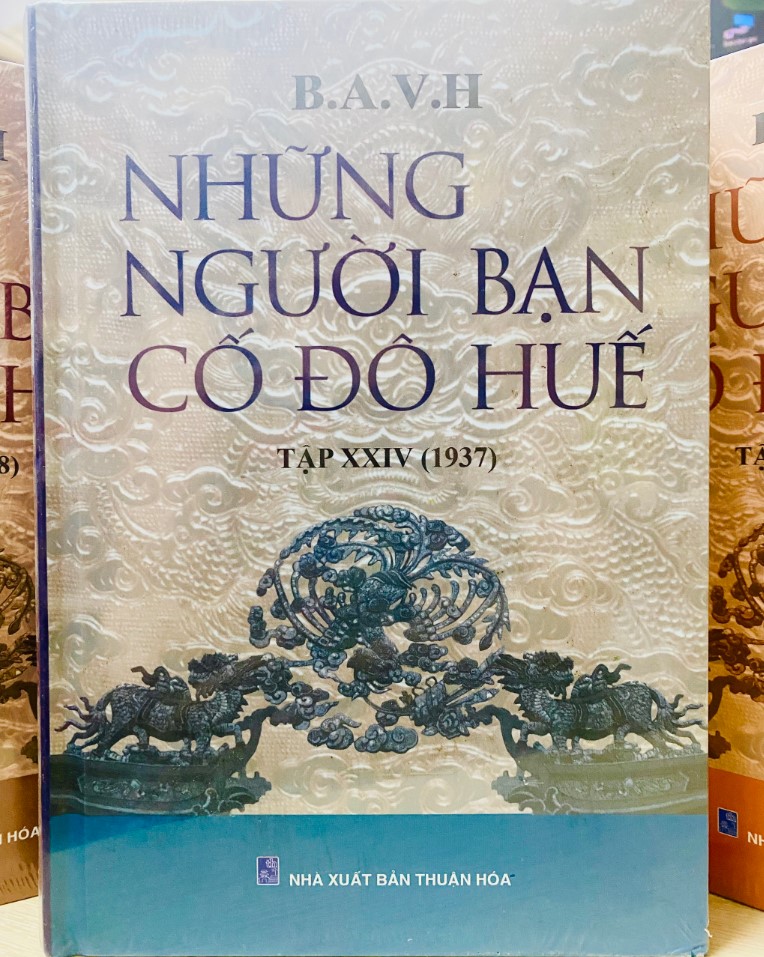 B.A.V.H
NHỮNG
NGƯỜI BẠN
CỐ ĐÔ HUẾ
TẬP XXIV (1937)
NHÀ XUẤT BẢN THUẬN HÓA